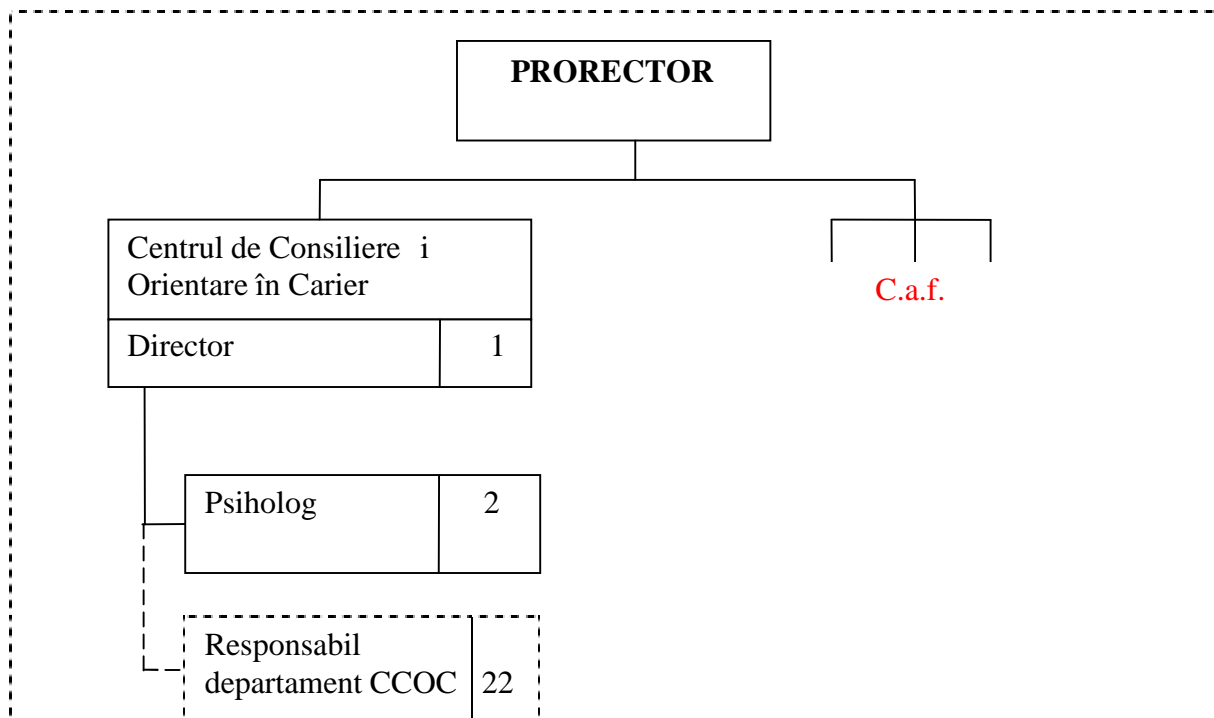 PRORECTOR
Centrul de Consiliere i
Orientare în Carier
C.a.f.
Director 1
Psiholog 2
Responsabil
departament CCOC 22